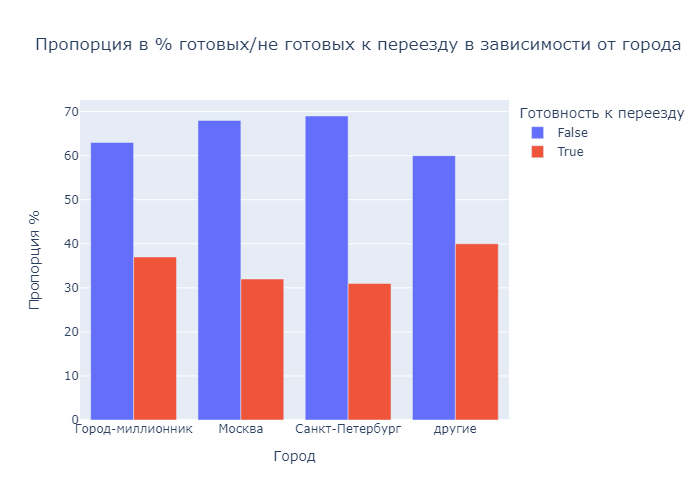 Пропорция в % готовых/не готовых к переезду в зависимости от города
Готовность к переезду
False
True
Пропорция %
70
60
50
40
30
20
10
0
Город-миллионник
Москва
Санкт-Петербург
другие
Город